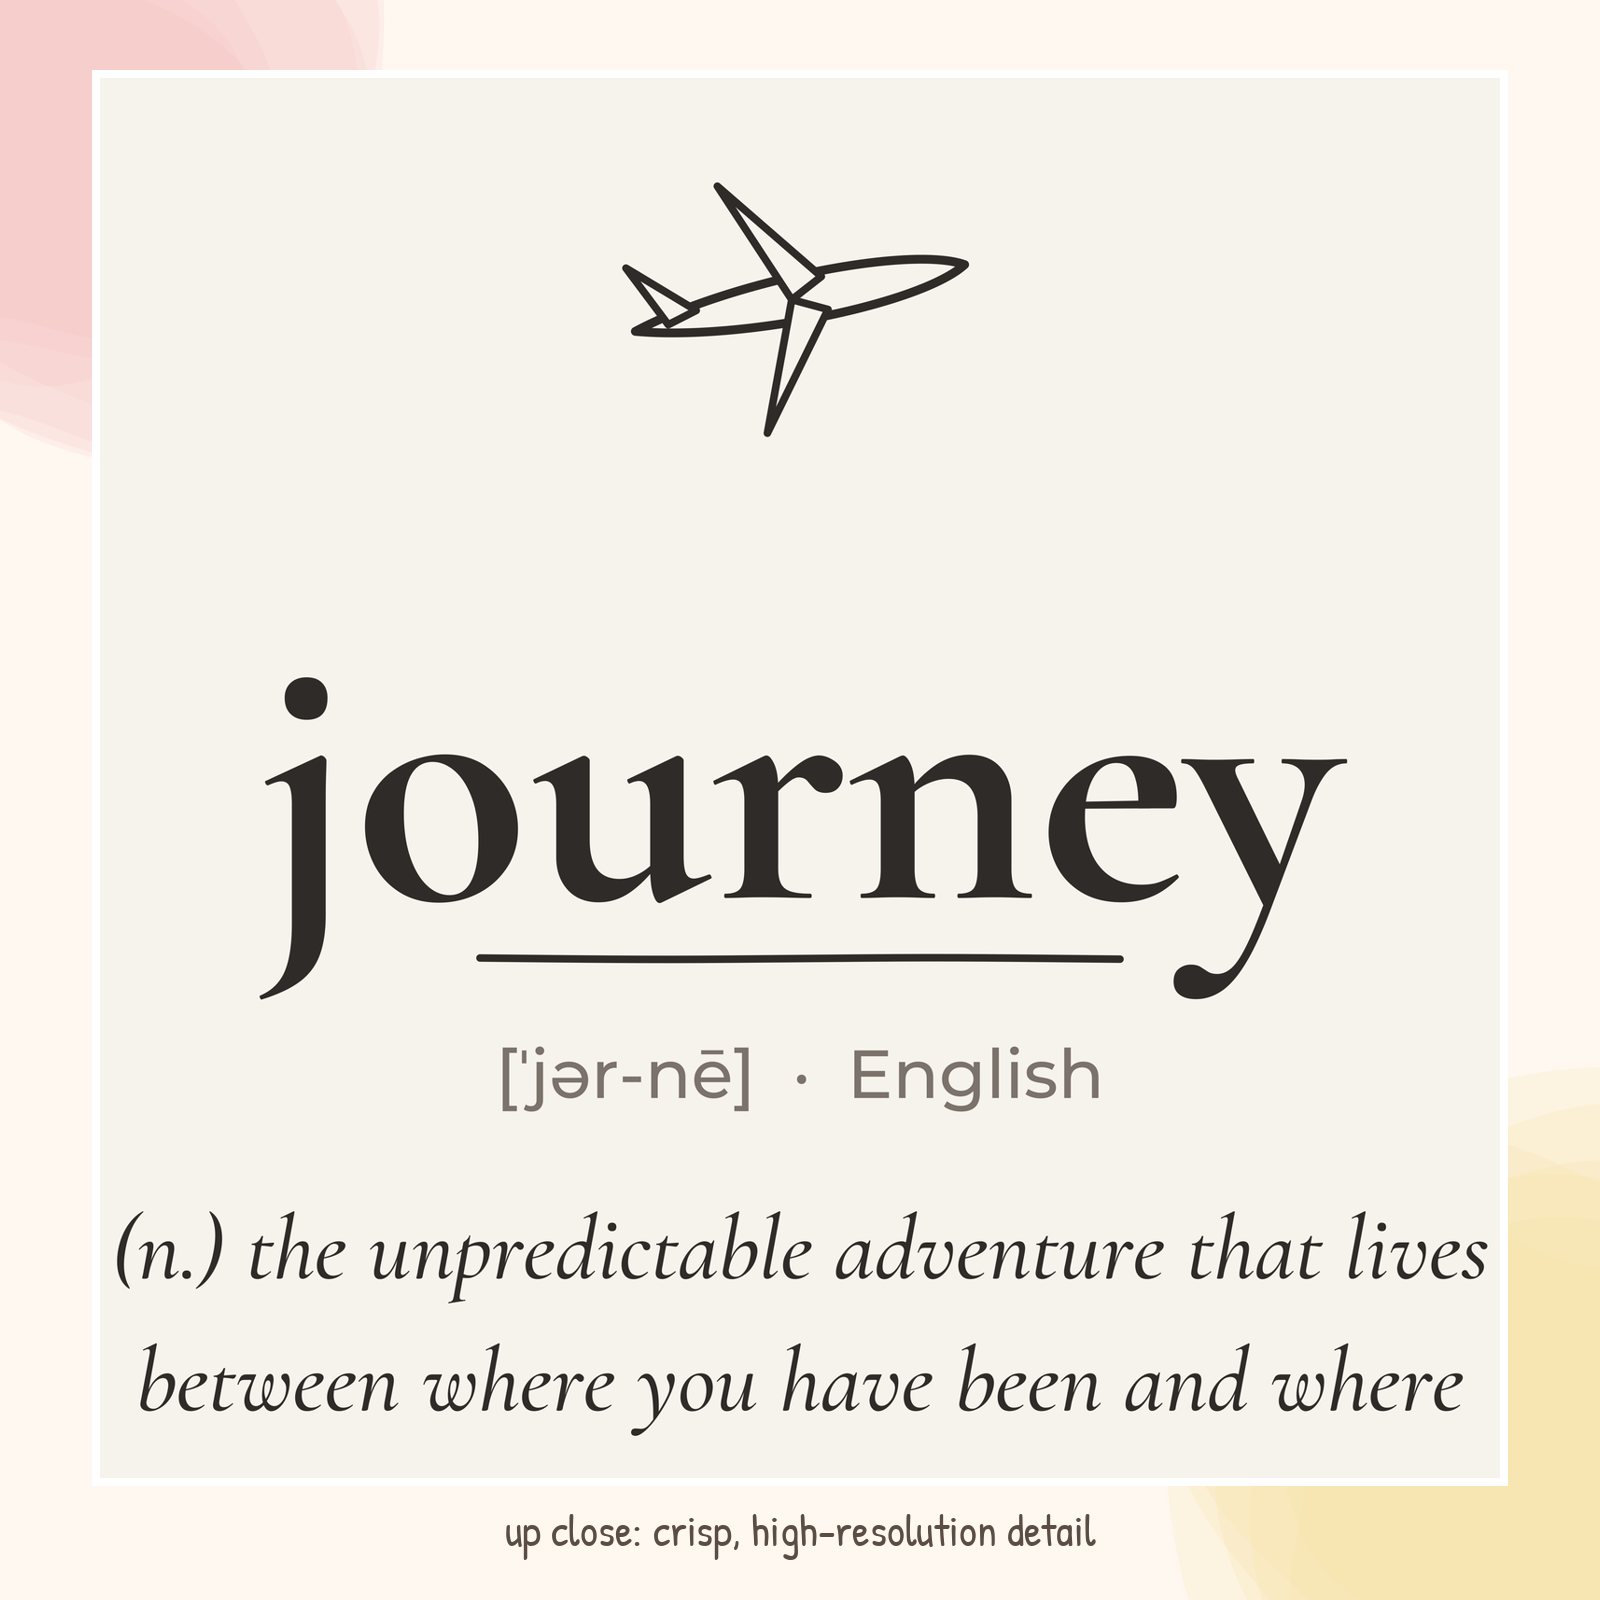 journey
[ˈjər-nē] · English
(n.) the unpredictable adventure that lives
between where you have been and where
up close: crisp, high-resolution detail